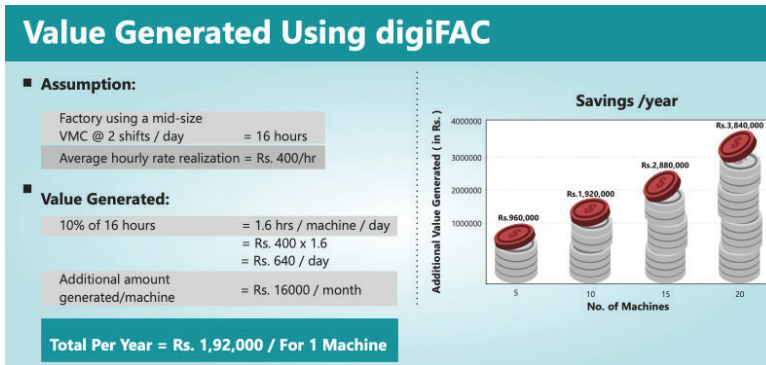 Value Generated Using digiFAC
Assumption:
Factory using a mid-size
VMC @ 2 shifts / day = 16 hours
Average hourly rate realization = Rs. 400/hr
Value Generated:
10% of 16 hours = 1.6 hrs / machine / day
= Rs. 400 x 1.6
= Rs. 640 / day
Additional amount
generated/machine = Rs. 16000 / month
Total Per Year = Rs. 1,92,000 / For 1 Machine
Savings /year
Additional Value Generated ( in Rs. )
4000000
3000000
2000000
1000000
Rs.960,000
Rs.1,920,000
Rs.2,880,000
Rs.3,840,000
5 10 15 20
No. of Machines